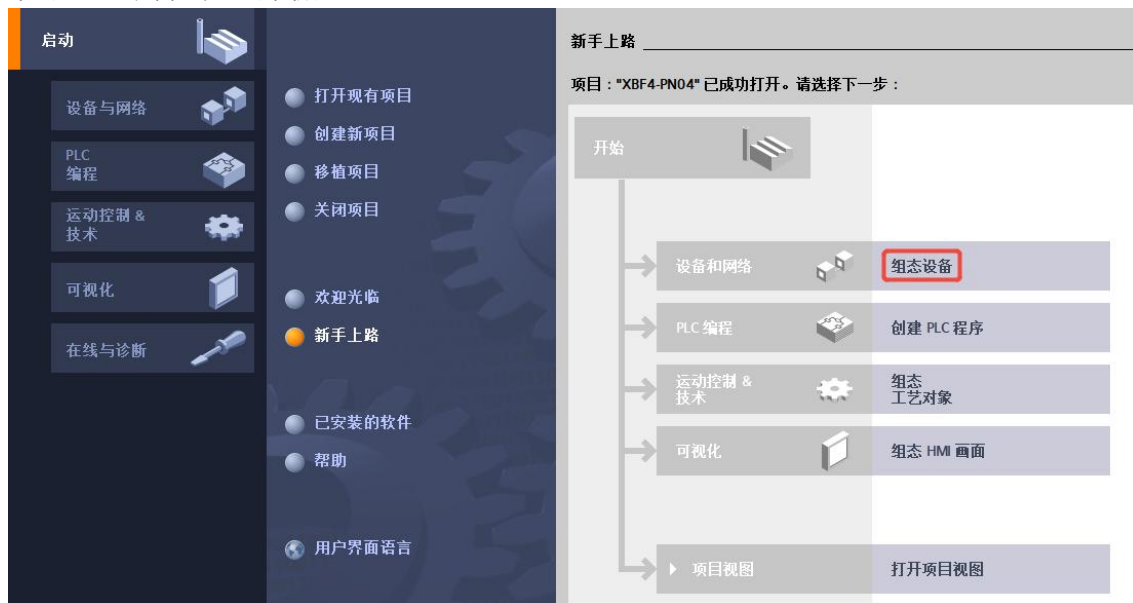 启动
设备与网络
PLC
编程
运动控制 &
技术
可视化
在线与诊断
打开现有项目
创建新项目
移植项目
关闭项目
欢迎光临
新手上路
已安装的软件
帮助
用户界面语言
新手上路
项目："XBF4-PN04" 已成功打开。请选择下一步：
开始
设备和网络
组态设备
PLC 编程
创建 PLC 程序
运动控制 &
技术
组态
工艺对象
可视化
组态 HMI 画面
项目视图
打开项目视图